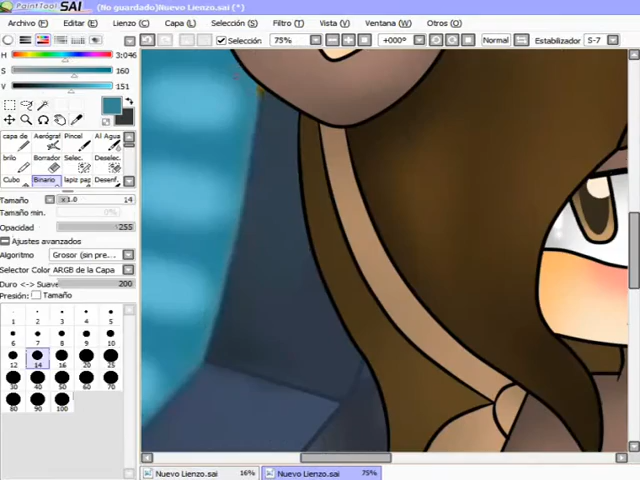 PaintTool SAI (No guardado)Nuevo Lienzo.sai (*)
Archivo (F) Editar (E) Lienzo (C) Capa (L) Selección (S) Filtro (T) Vista (V) Ventana (W) Otros (O)
Selección 75% +000° Normal Estabilizador S-7
H 3:046
S 160
V 151
capa de Aerógraf Pincel Al Agua
brilo Borrador Selec. Deselec.
Cubo Binario lapiz pap Desenf.
Tamaño x1.0 14
Tamaño min. 0%
Opacidad 255
Ajustes avanzados
Algoritmo Grosor (sin pre...
Selector Color ARGB de la Capa
Duro <-> Suave 200
Presión: Tamaño
1 2 3 4 5
6 7 8 9 10
12 14 16 20 25
30 40 50 60 70
80 90 100
Nuevo Lienzo.sai 16% Nuevo Lienzo.sai 75%